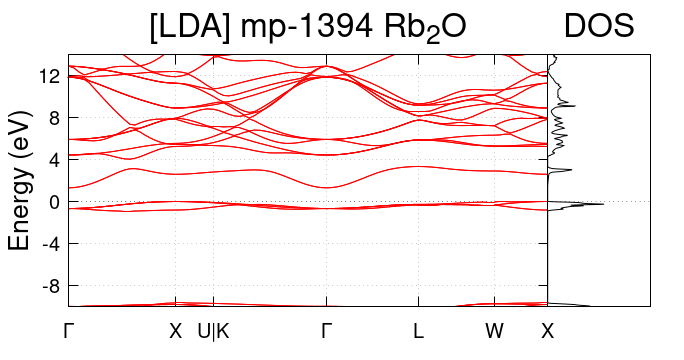 [LDA] mp-1394 Rb₂O DOS
12
8
4
0
-4
-8
Energy (eV)
Γ X U|K Γ L W X